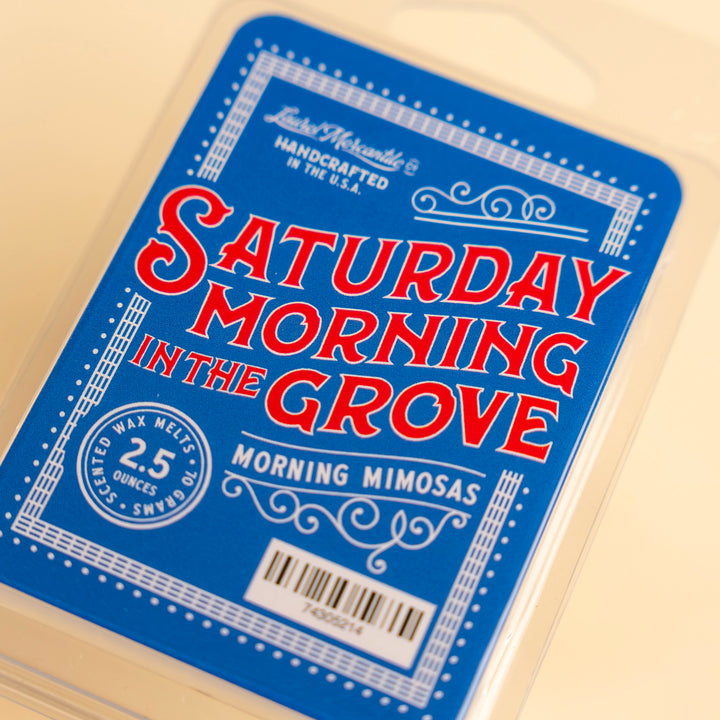 Laurel Mercantile Co
HANDCRAFTED
IN THE U.S.A.
SATURDAY
MORNING
IN THE GROVE
SCENTED WAX MELTS • 70 GRAMS •
2.5
OUNCES
MORNING MIMOSAS
74305214